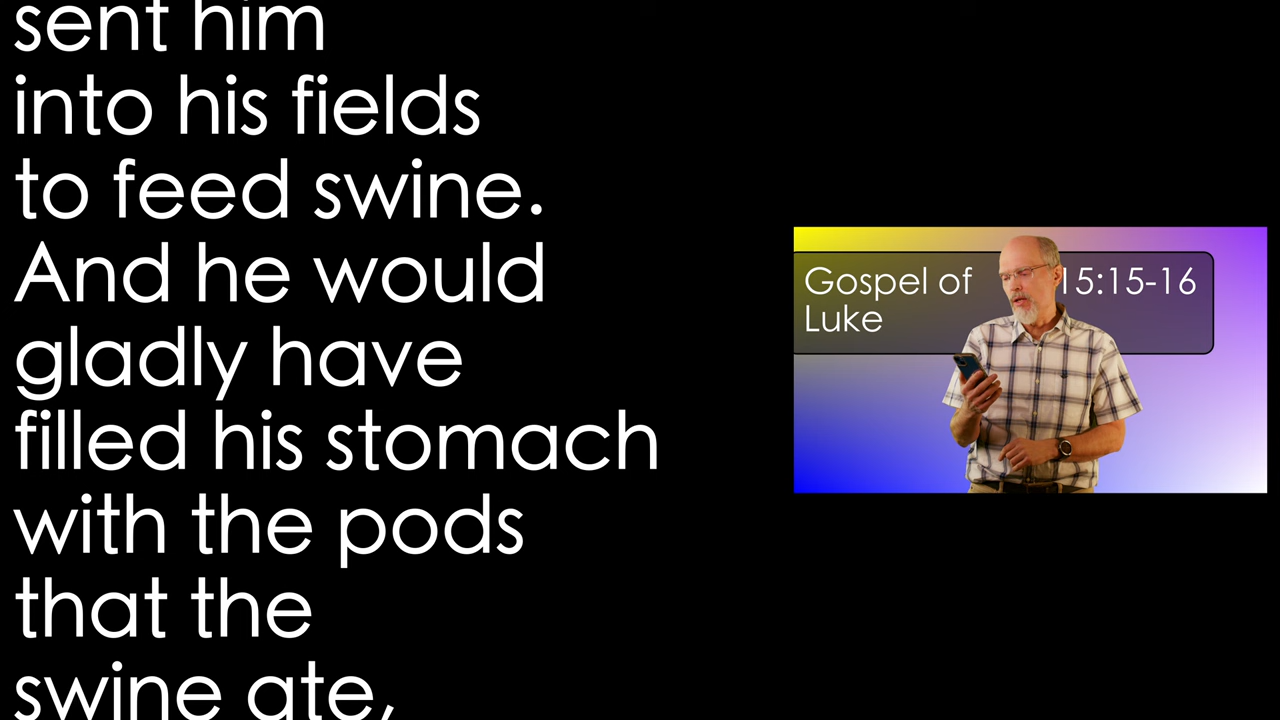 sent him
into his fields
to feed swine.
And he would
gladly have
filled his stomach
with the pods
that the
swine ate,
Gospel of 15:15-16
Luke